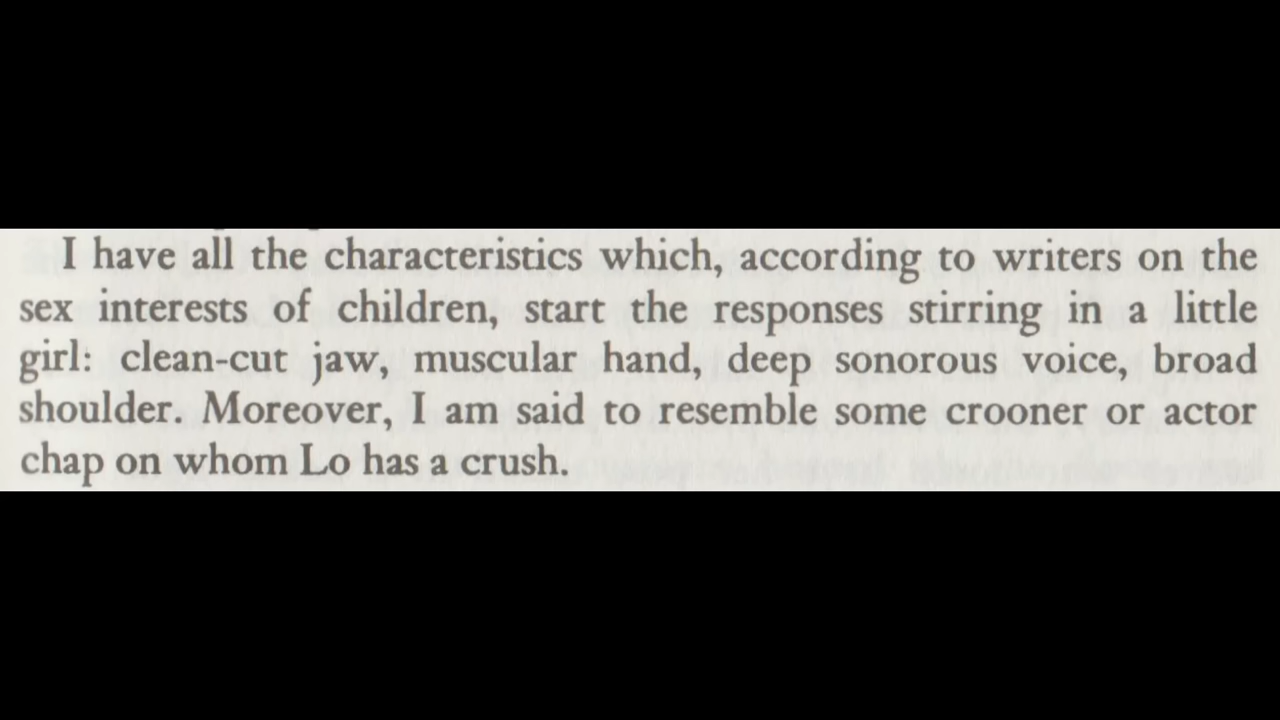 I have all the characteristics which, according to writers on the
sex interests of children, start the responses stirring in a little
girl: clean-cut jaw, muscular hand, deep sonorous voice, broad
shoulder. Moreover, I am said to resemble some crooner or actor
chap on whom Lo has a crush.